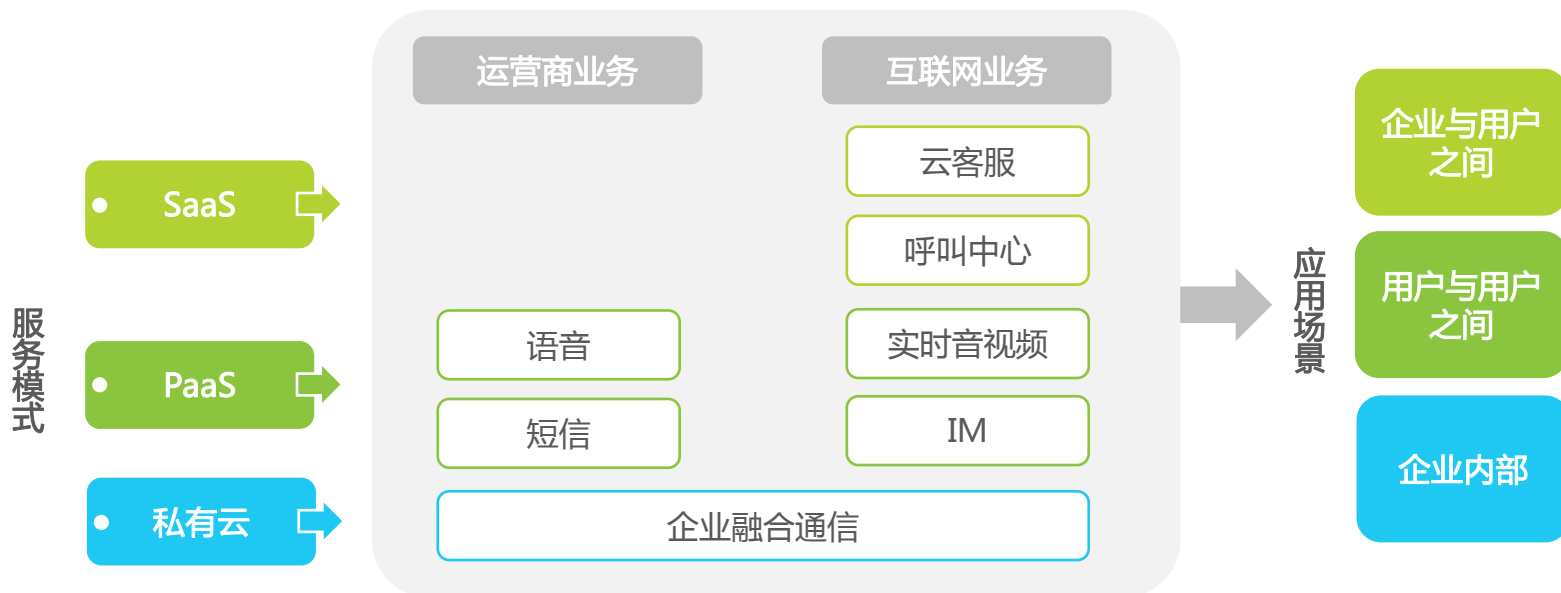 服务模式
SaaS
PaaS
私有云
运营商业务
互联网业务
云客服
呼叫中心
语音
实时音视频
短信
IM
企业融合通信
应用场景
企业与用户
之间
用户与用户
之间
企业内部